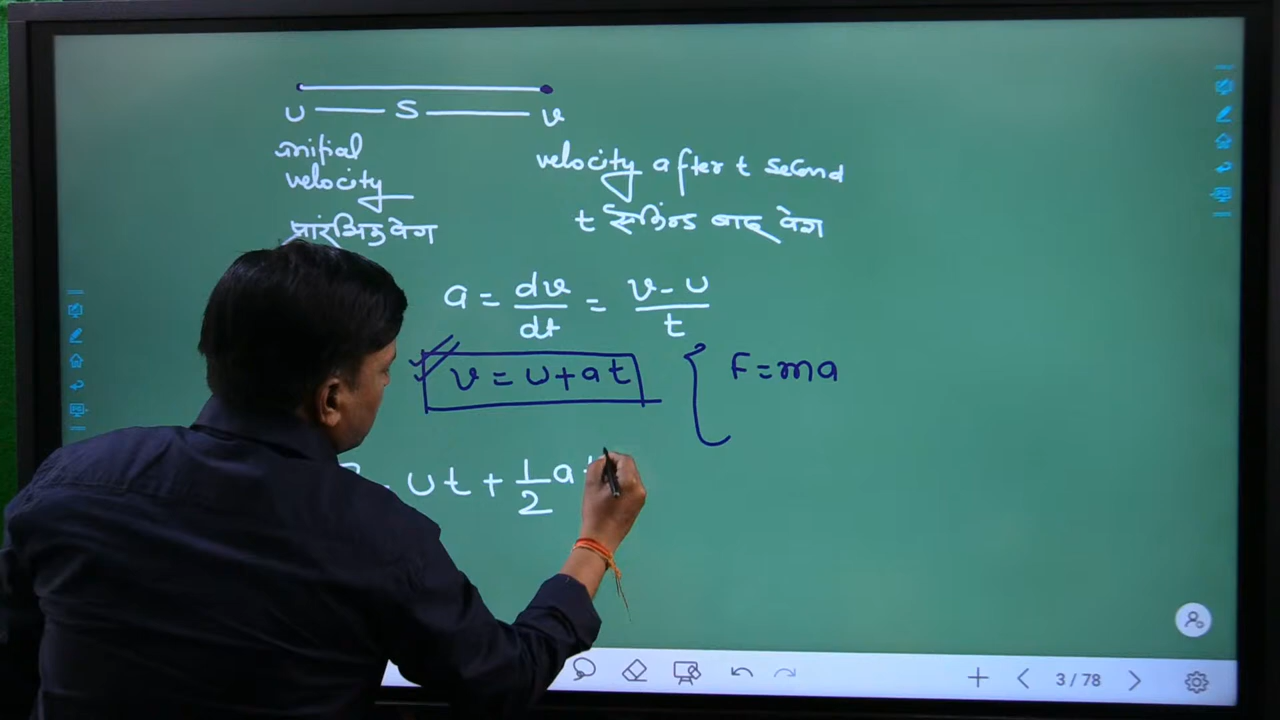 u — S — v
initial velocity after t second
velocity
प्रारंभिक वेग t सेकेन्ड बाद वेग
a = dv/dt = v-u/t
v = u + at { F = ma
ut + 1/2 a t
3 / 78